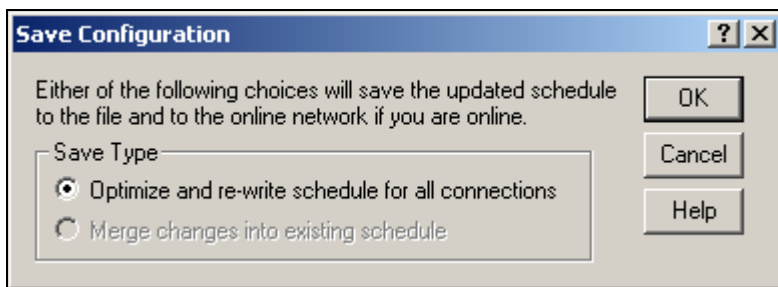 Save Configuration
? X
Either of the following choices will save the updated schedule
to the file and to the online network if you are online.
OK
Save Type
Cancel
Optimize and re-write schedule for all connections
Help
Merge changes into existing schedule